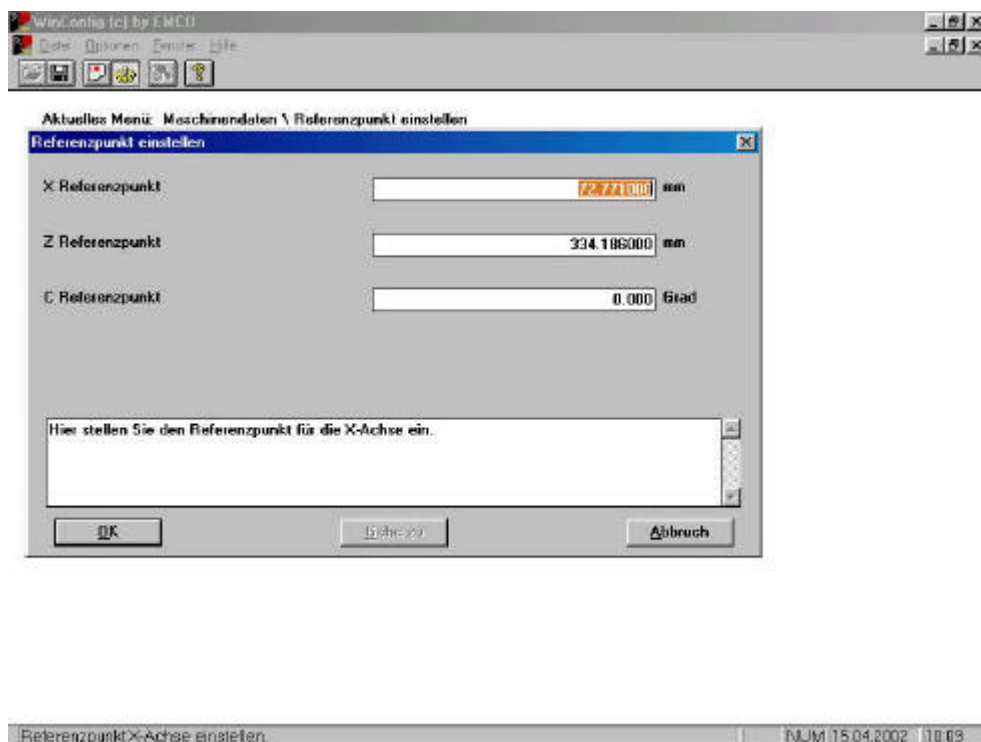 WinConfig (c) by EMCO
Datei Optionen Fenster Hilfe
Aktuelles Menü: Maschinendaten \ Referenzpunkt einstellen
Referenzpunkt einstellen
X Referenzpunkt 72.771000 mm
Z Referenzpunkt 334.186000 mm
C Referenzpunkt 0.000 Grad
Hier stellen Sie den Referenzpunkt für die X-Achse ein.
OK Abbruch
Referenzpunkt X-Achse einstellen. NUM 15.04.2002 10:09